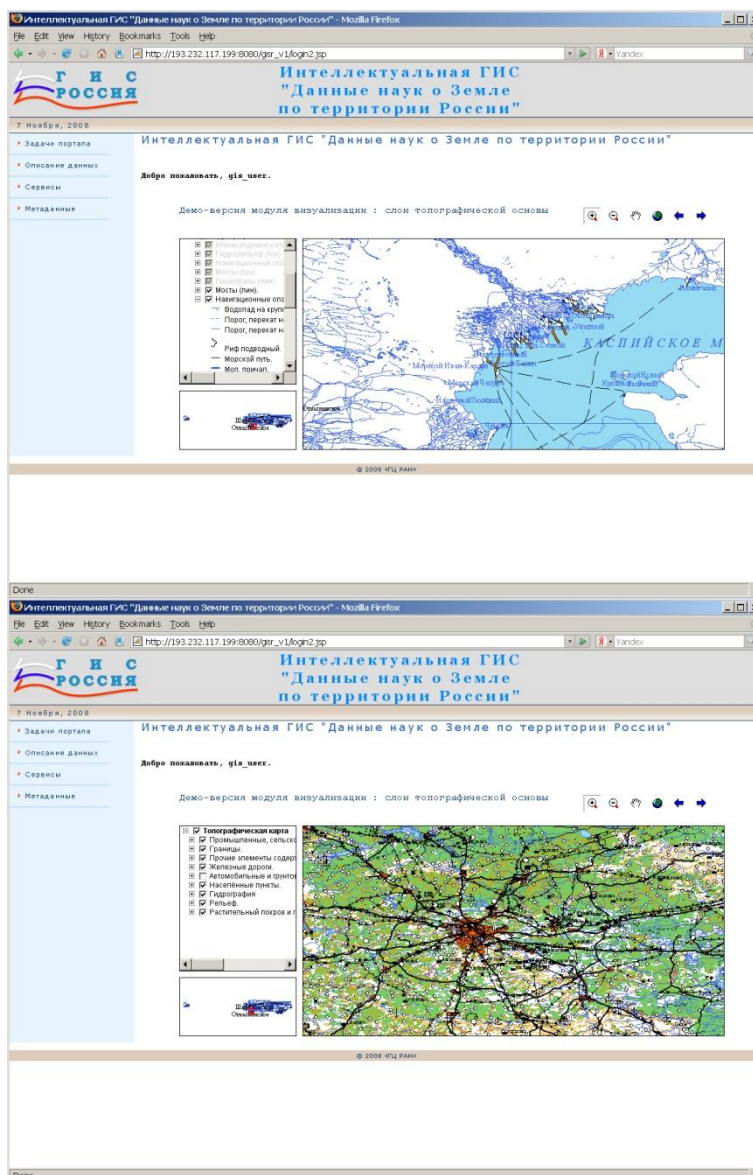 Интеллектуальная ГИС "Данные наук о Земле по территории России" - Mozilla Firefox
File Edit View History Bookmarks Tools Help
http://193.232.117.199:8080/gisr_v1/login2.jsp
Yandex
ГИС
РОССИЯ
Интеллектуальная ГИС
"Данные наук о Земле
по территории России"
7 Ноября, 2008
Задачи портала
Описание данных
Сервисы
Метаданные
Интеллектуальная ГИС "Данные наук о Земле по территории России"
Добро пожаловать, gis_user.
Демо-версия модуля визуализации : слои топографической основы
Мосты (лин).
Навигационные опа
Водопад на крупн
Порог, перекат н
Порог, перекат н
Риф подводный.
Морской путь.
Мол, причал.
КАСПИЙСКОЕ М
Морской Иван-Караул
© 2008 «ГЦ РАН»
Done
Интеллектуальная ГИС "Данные наук о Земле по территории России" - Mozilla Firefox
File Edit View History Bookmarks Tools Help
http://193.232.117.199:8080/gisr_v1/login2.jsp
Yandex
ГИС
РОССИЯ
Интеллектуальная ГИС
"Данные наук о Земле
по территории России"
7 Ноября, 2008
Задачи портала
Описание данных
Сервисы
Метаданные
Интеллектуальная ГИС "Данные наук о Земле по территории России"
Добро пожаловать, gis_user.
Демо-версия модуля визуализации : слои топографической основы
Топографическая карта
Промышленные, сельско
Границы.
Прочие элементы содерж
Железные дороги.
Автомобильные и грунтов
Населённые пункты.
Гидрография
Рельеф.
Растительный покров и г
© 2008 «ГЦ РАН»
Done